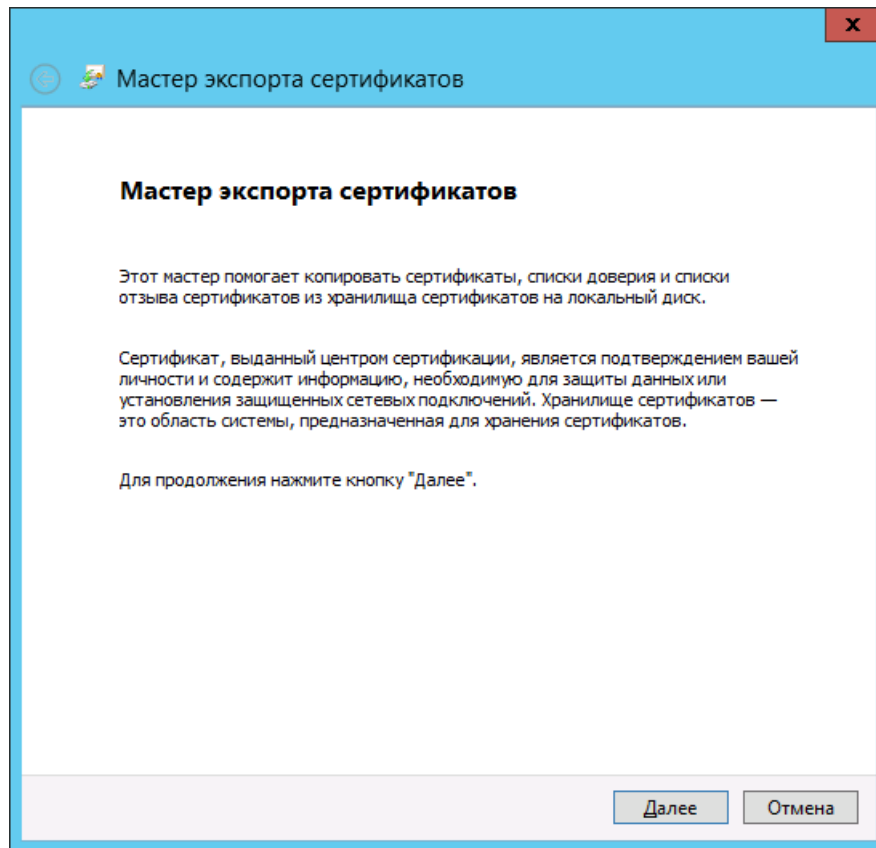 x
Мастер экспорта сертификатов
Мастер экспорта сертификатов
Этот мастер помогает копировать сертификаты, списки доверия и списки
отзыва сертификатов из хранилища сертификатов на локальный диск.
Сертификат, выданный центром сертификации, является подтверждением вашей
личности и содержит информацию, необходимую для защиты данных или
установления защищенных сетевых подключений. Хранилище сертификатов —
это область системы, предназначенная для хранения сертификатов.
Для продолжения нажмите кнопку "Далее".
Далее Отмена